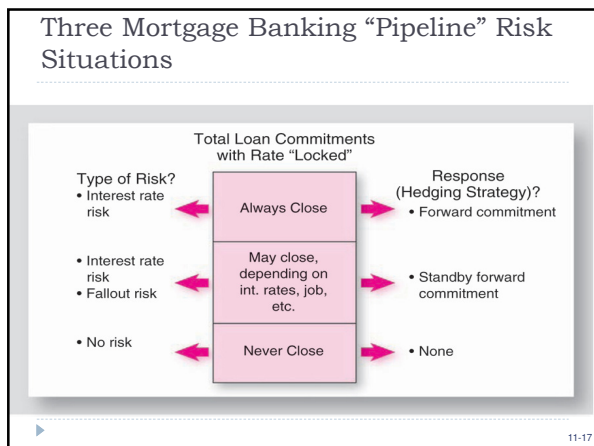 Three Mortgage Banking “Pipeline” Risk
Situations
Total Loan Commitments
with Rate “Locked”
Type of Risk?
• Interest rate
risk
Always Close
Response
(Hedging Strategy)?
• Forward commitment
• Interest rate
risk
• Fallout risk
May close,
depending on
int. rates, job,
etc.
• Standby forward
commitment
• No risk
Never Close
• None
11-17